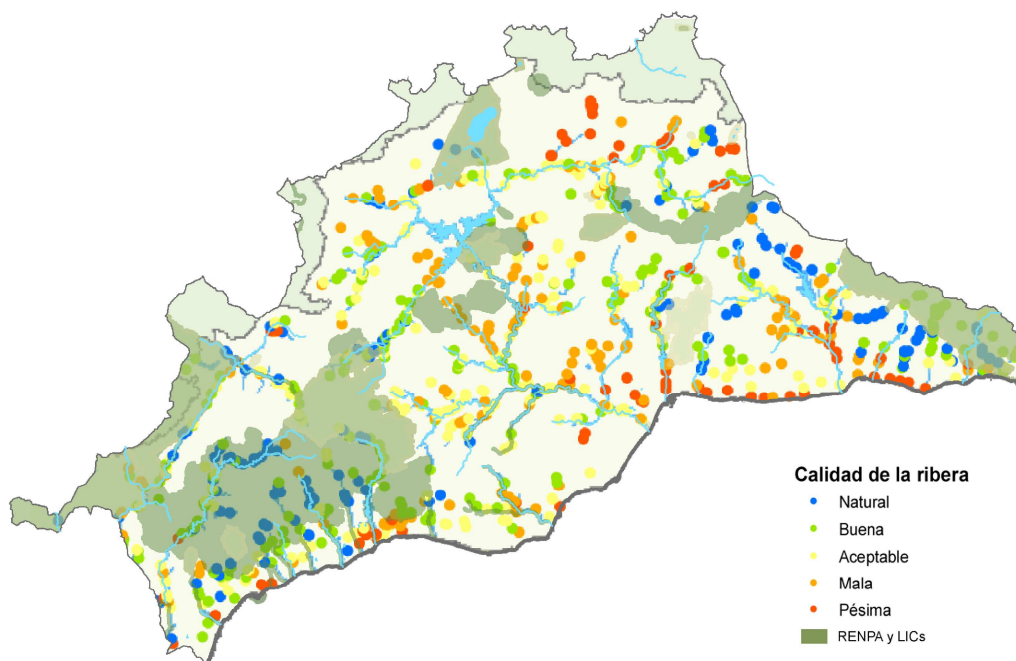 Calidad de la ribera
Natural
Buena
Aceptable
Mala
Pésima
RENPA y LICs